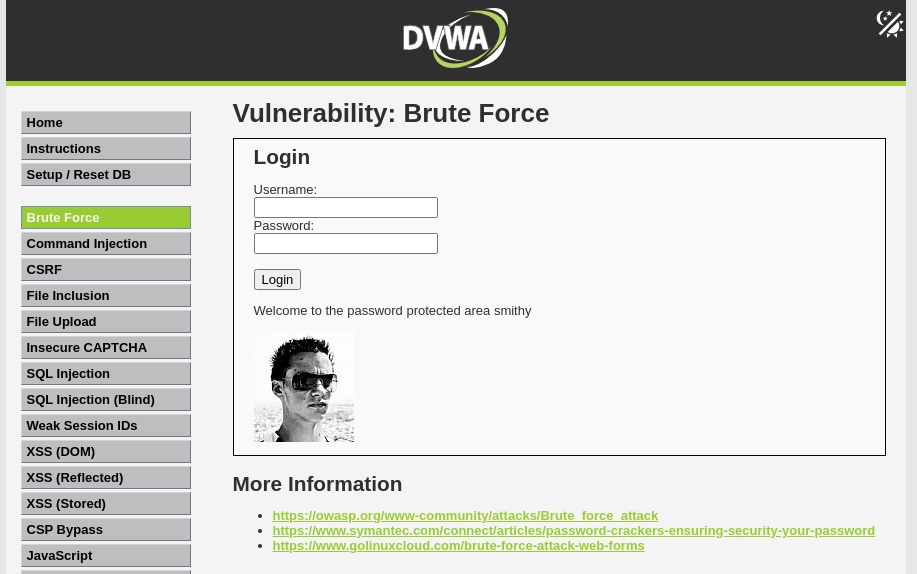 DVWA
Home
Instructions
Setup / Reset DB
Brute Force
Command Injection
CSRF
File Inclusion
File Upload
Insecure CAPTCHA
SQL Injection
SQL Injection (Blind)
Weak Session IDs
XSS (DOM)
XSS (Reflected)
XSS (Stored)
CSP Bypass
JavaScript
Vulnerability: Brute Force
Login
Username:
Password:
Login
Welcome to the password protected area smithy
More Information
https://owasp.org/www-community/attacks/Brute_force_attack
https://www.symantec.com/connect/articles/password-crackers-ensuring-security-your-password
https://www.golinuxcloud.com/brute-force-attack-web-forms